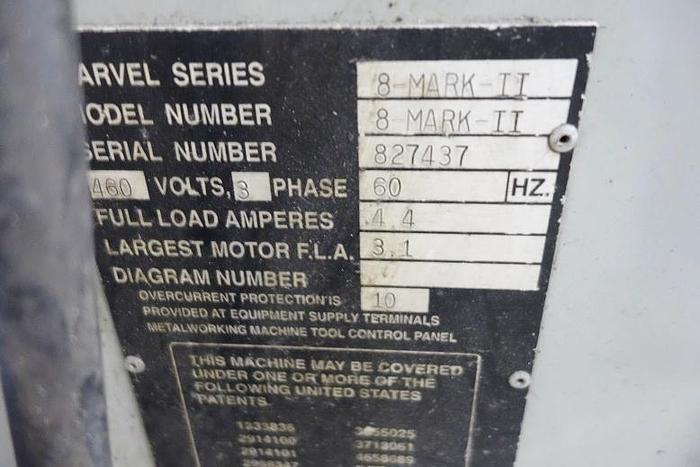 ARVEL SERIES 8-MARK-II
ODEL NUMBER 8-MARK-II
SERIAL NUMBER 827437
460 VOLTS, 3 PHASE 60 HZ.
FULL LOAD AMPERES 4.4
LARGEST MOTOR F.L.A. 3.1
DIAGRAM NUMBER
OVERCURRENT PROTECTION IS 10
PROVIDED AT EQUIPMENT SUPPLY TERMINALS
METALWORKING MACHINE TOOL CONTROL PANEL
THIS MACHINE MAY BE COVERED
UNDER ONE OR MORE OF THE
FOLLOWING UNITED STATES
PATENTS.
1233836
2914100 3713061
2914101 4658689